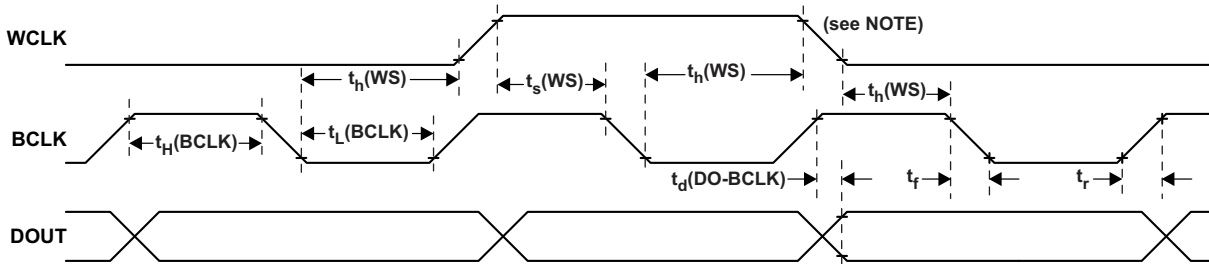 WCLK
(see NOTE)
th(WS)
ts(WS)
th(WS)
th(WS)
BCLK
tH(BCLK)
tL(BCLK)
td(DO-BCLK)
tf
tr
DOUT